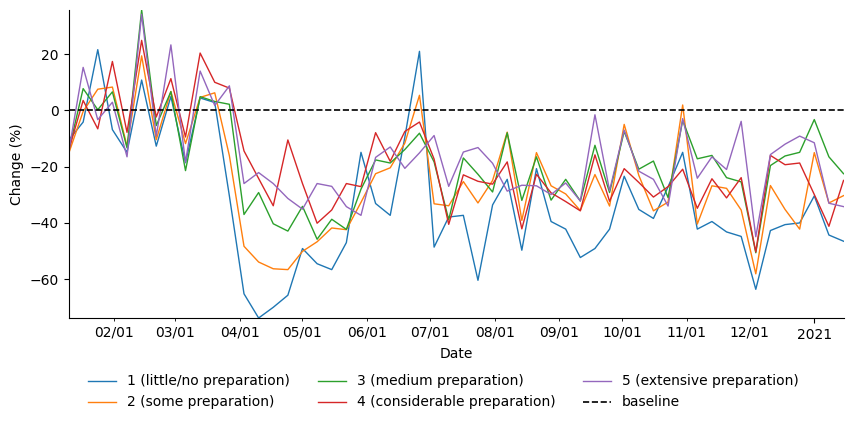 20
0
−20
−40
−60
Change (%)
02/01 03/01 04/01 05/01 06/01 07/01 08/01 09/01 10/01 11/01 12/01 2021
Date
1 (little/no preparation) 3 (medium preparation) 5 (extensive preparation)
2 (some preparation) 4 (considerable preparation) baseline